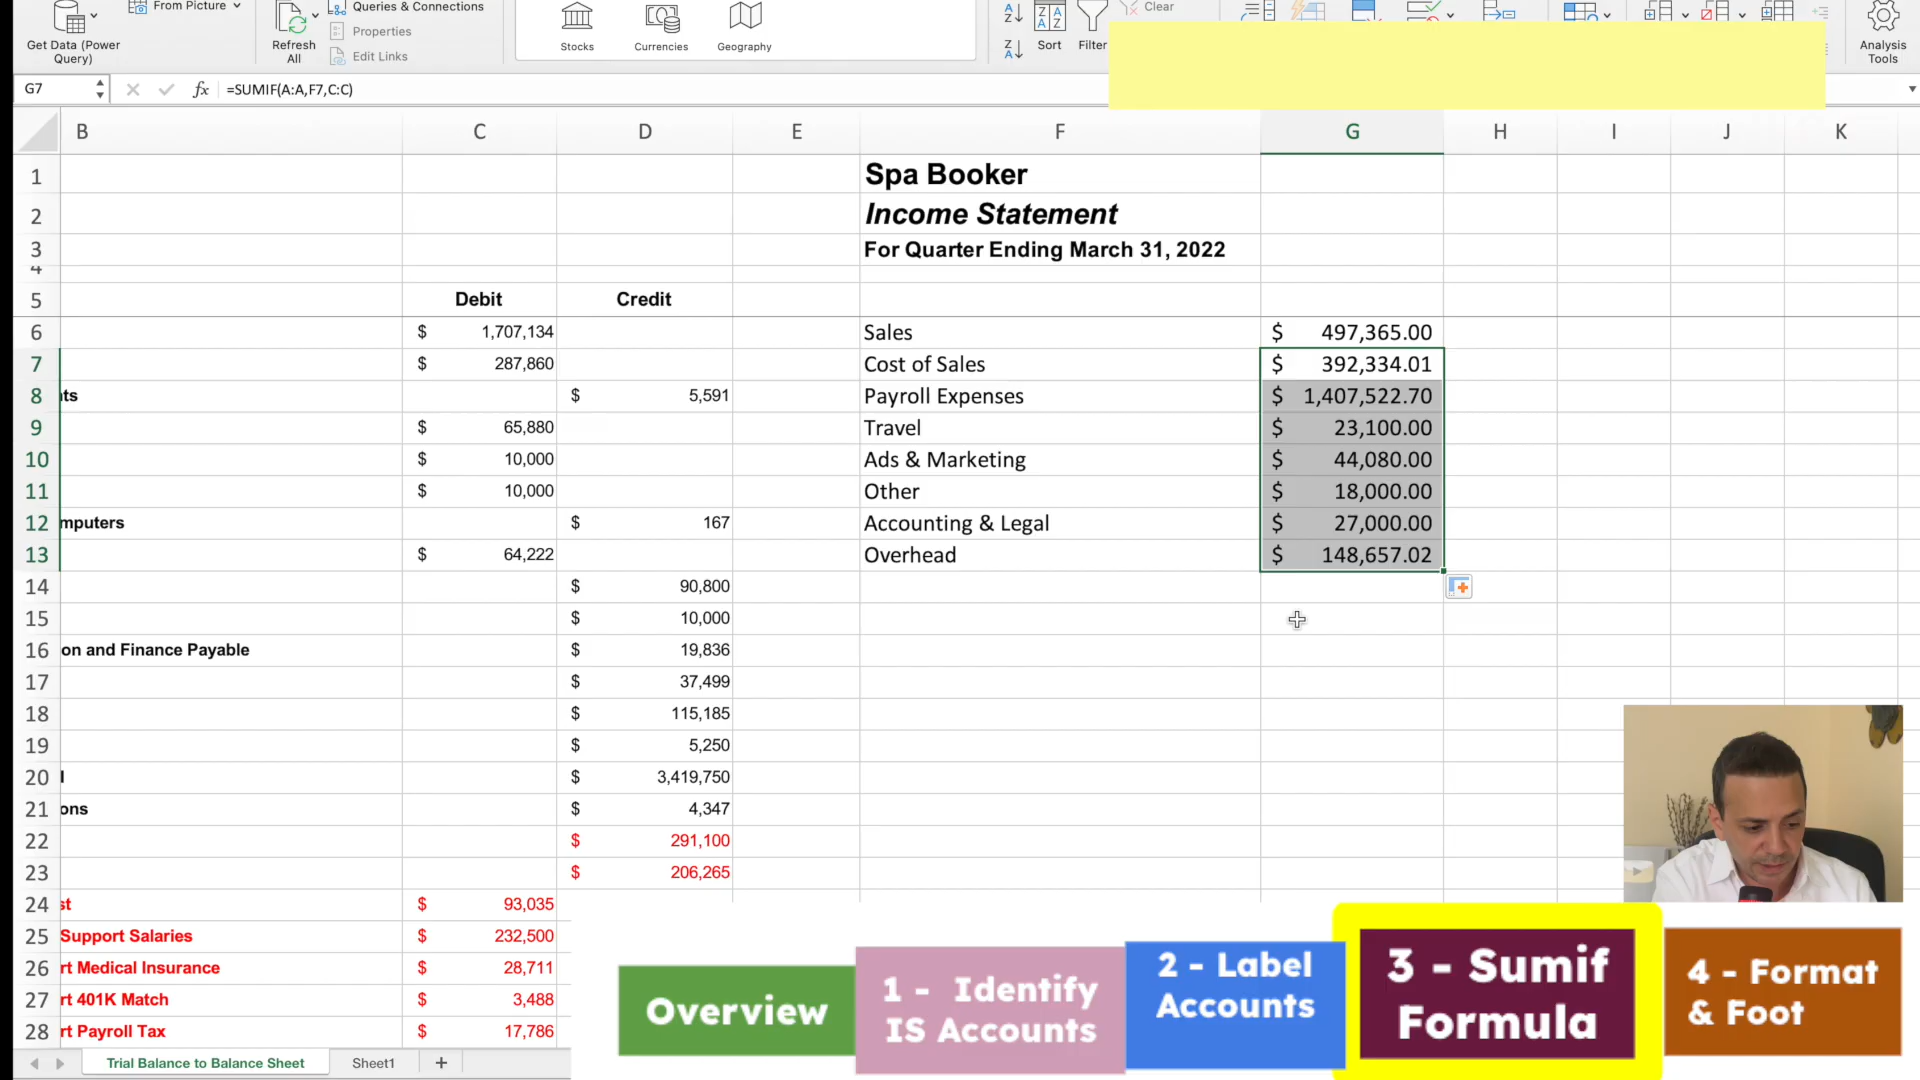 Get Data (Power
Query)
From Picture
Refresh
All
Queries & Connections
Properties
Edit Links
Stocks
Currencies
Geography
Sort
Filter
Clear
Analysis
Tools
G7
fx
=SUMIF(A:A,F7,C:C)
B C D E F G H I J K
1 Spa Booker
2 Income Statement
3 For Quarter Ending March 31, 2022
4
5 Debit Credit
6 $ 1,707,134 Sales $ 497,365.00
7 $ 287,860 Cost of Sales $ 392,334.01
8 nts $ 5,591 Payroll Expenses $ 1,407,522.70
9 $ 65,880 Travel $ 23,100.00
10 $ 10,000 Ads & Marketing $ 44,080.00
11 $ 10,000 Other $ 18,000.00
12 mputers $ 167 Accounting & Legal $ 27,000.00
13 $ 64,222 Overhead $ 148,657.02
14 $ 90,800
15 $ 10,000
16 on and Finance Payable $ 19,836
17 $ 37,499
18 $ 115,185
19 $ 5,250
20 l $ 3,419,750
21 ons $ 4,347
22 $ 291,100
23 $ 206,265
24 st $ 93,035
25 Support Salaries $ 232,500
26 rt Medical Insurance $ 28,711
27 rt 401K Match $ 3,488
28 rt Payroll Tax $ 17,786
Overview
1 - Identify
IS Accounts
2 - Label
Accounts
3 - Sumif
Formula
4 - Format
& Foot
Trial Balance to Balance Sheet
Sheet1
+